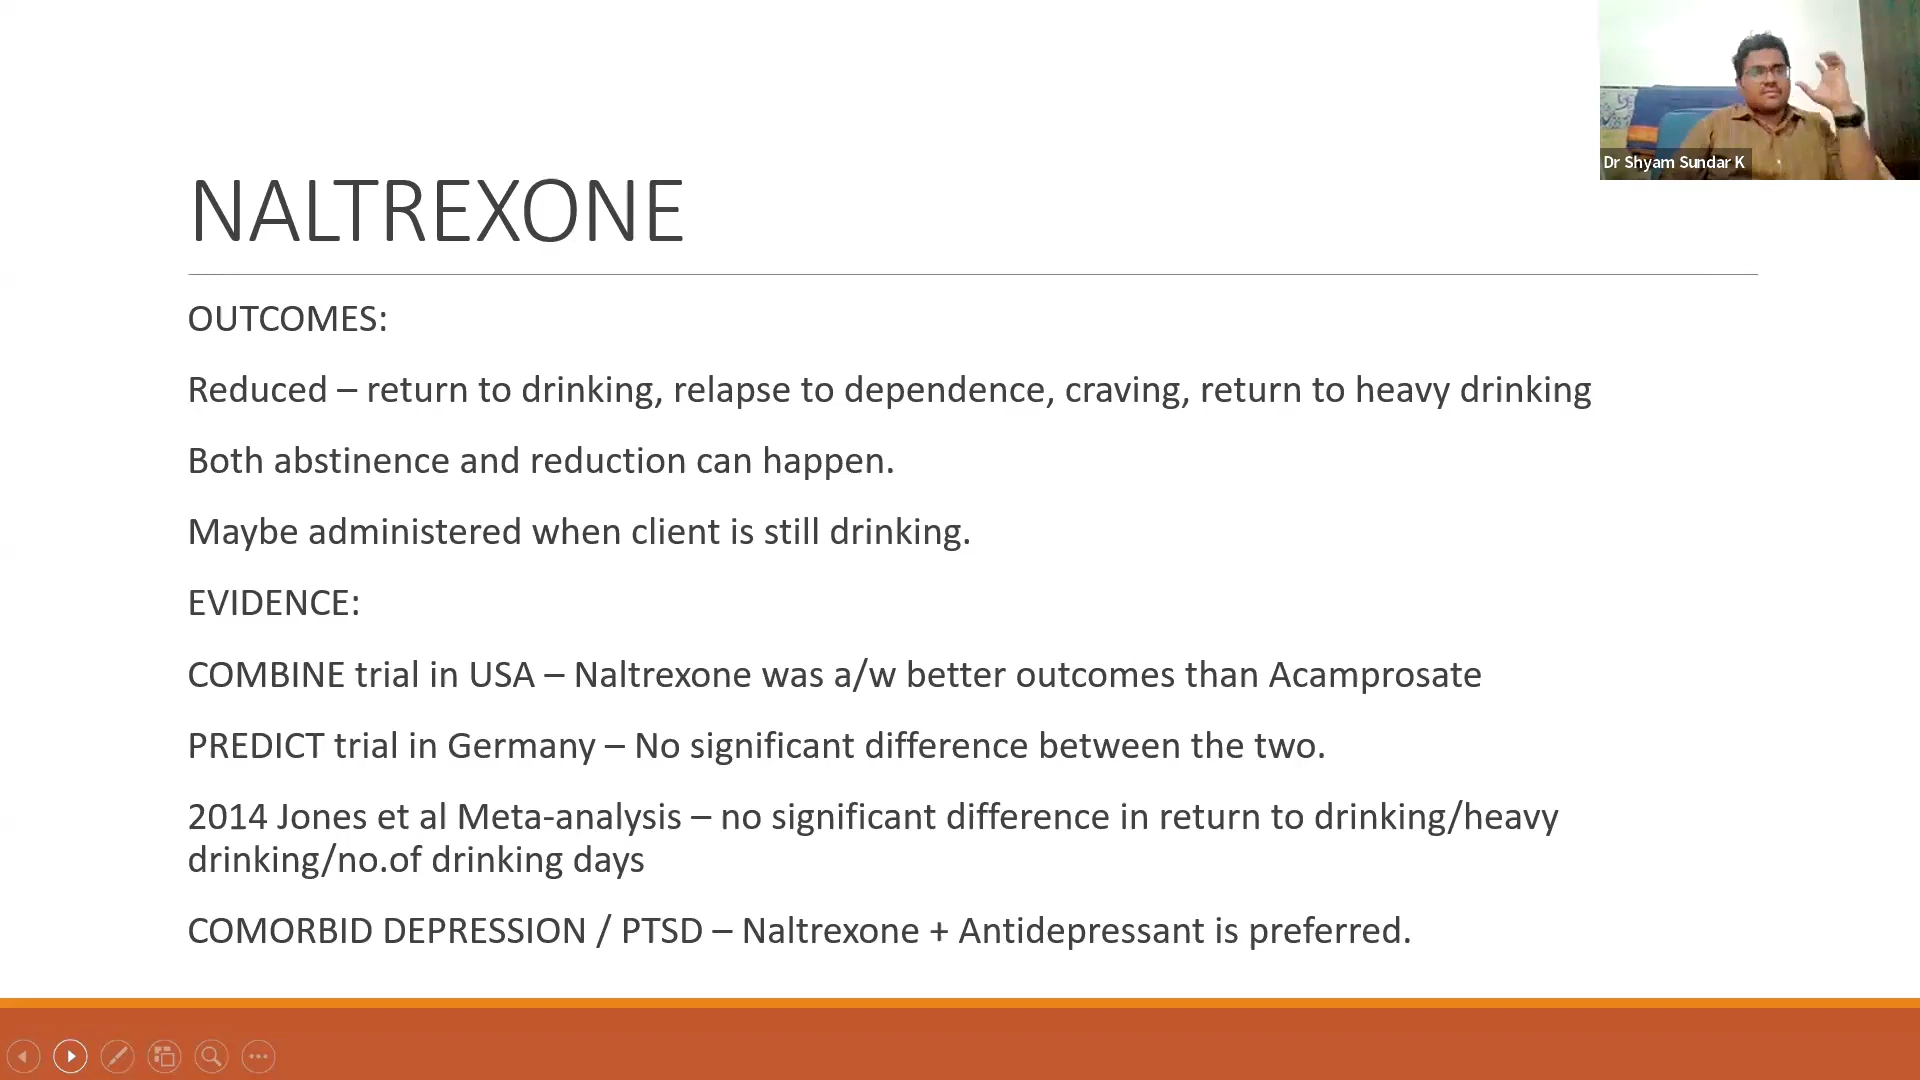 Dr Shyam Sundar K
NALTREXONE
OUTCOMES:
Reduced – return to drinking, relapse to dependence, craving, return to heavy drinking
Both abstinence and reduction can happen.
Maybe administered when client is still drinking.
EVIDENCE:
COMBINE trial in USA – Naltrexone was a/w better outcomes than Acamprosate
PREDICT trial in Germany – No significant difference between the two.
2014 Jones et al Meta-analysis – no significant difference in return to drinking/heavy
drinking/no.of drinking days
COMORBID DEPRESSION / PTSD – Naltrexone + Antidepressant is preferred.